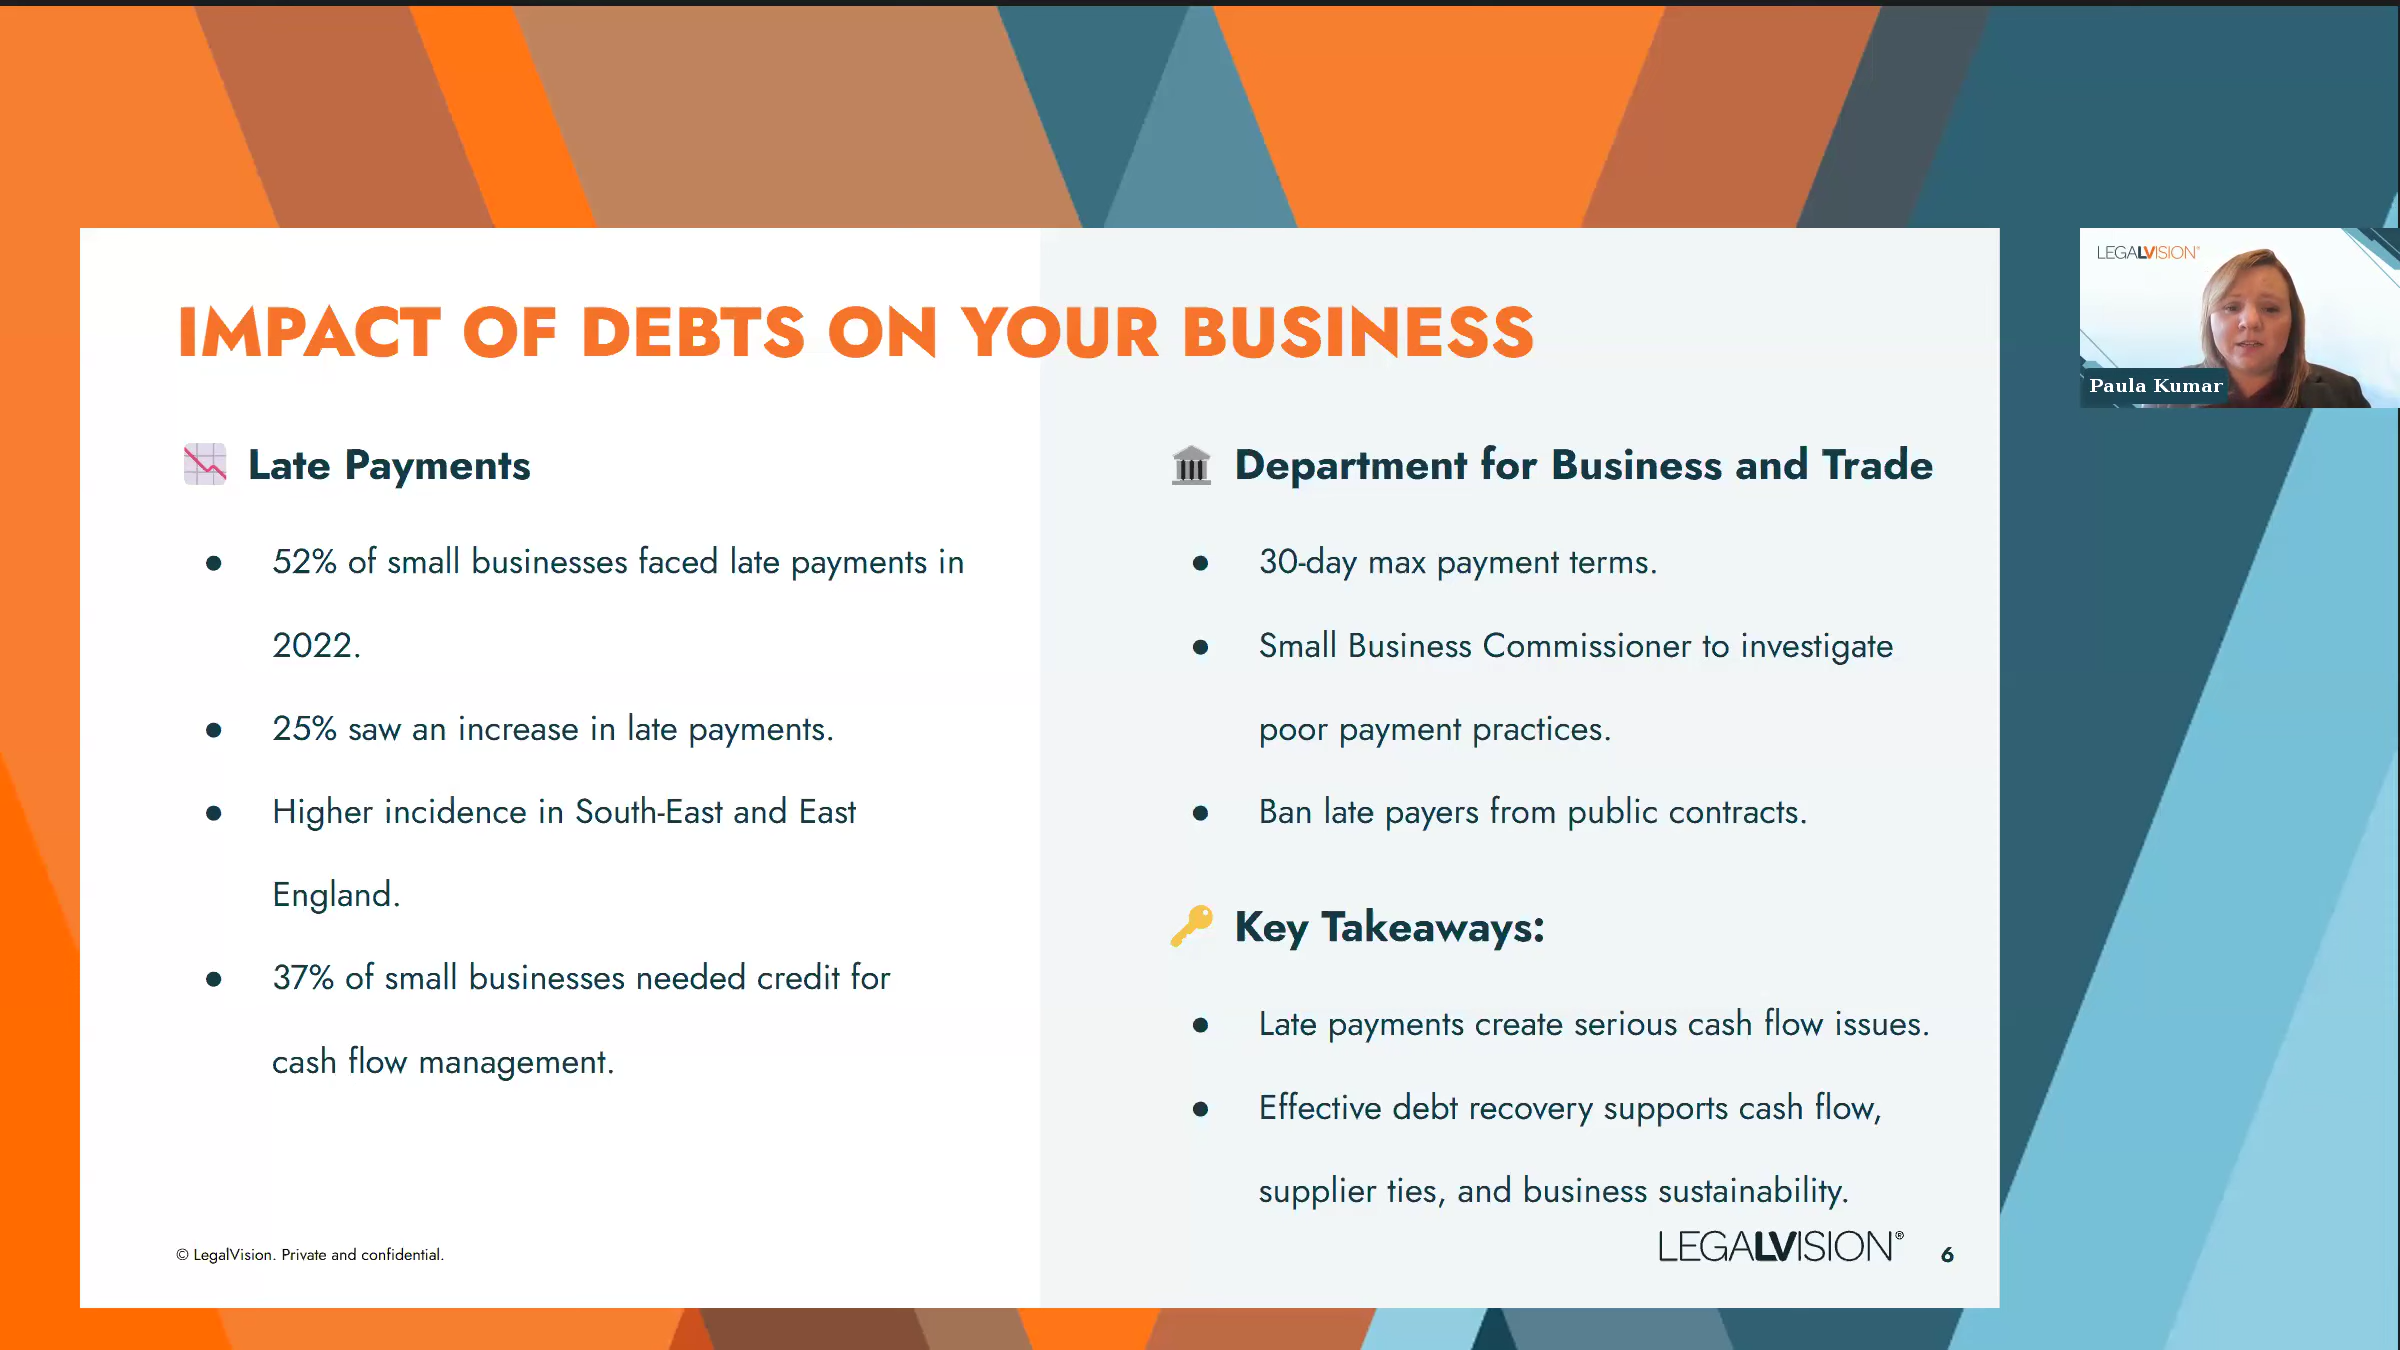 IMPACT OF DEBTS ON YOUR BUSINESS
Late Payments
● 52% of small businesses faced late payments in
2022.
● 25% saw an increase in late payments.
● Higher incidence in South-East and East
England.
● 37% of small businesses needed credit for
cash flow management.
Department for Business and Trade
● 30-day max payment terms.
● Small Business Commissioner to investigate
poor payment practices.
● Ban late payers from public contracts.
Key Takeaways:
● Late payments create serious cash flow issues.
● Effective debt recovery supports cash flow,
supplier ties, and business sustainability.
© LegalVision. Private and confidential.
LEGALVISION®
6
LEGALVISION®
Paula Kumar